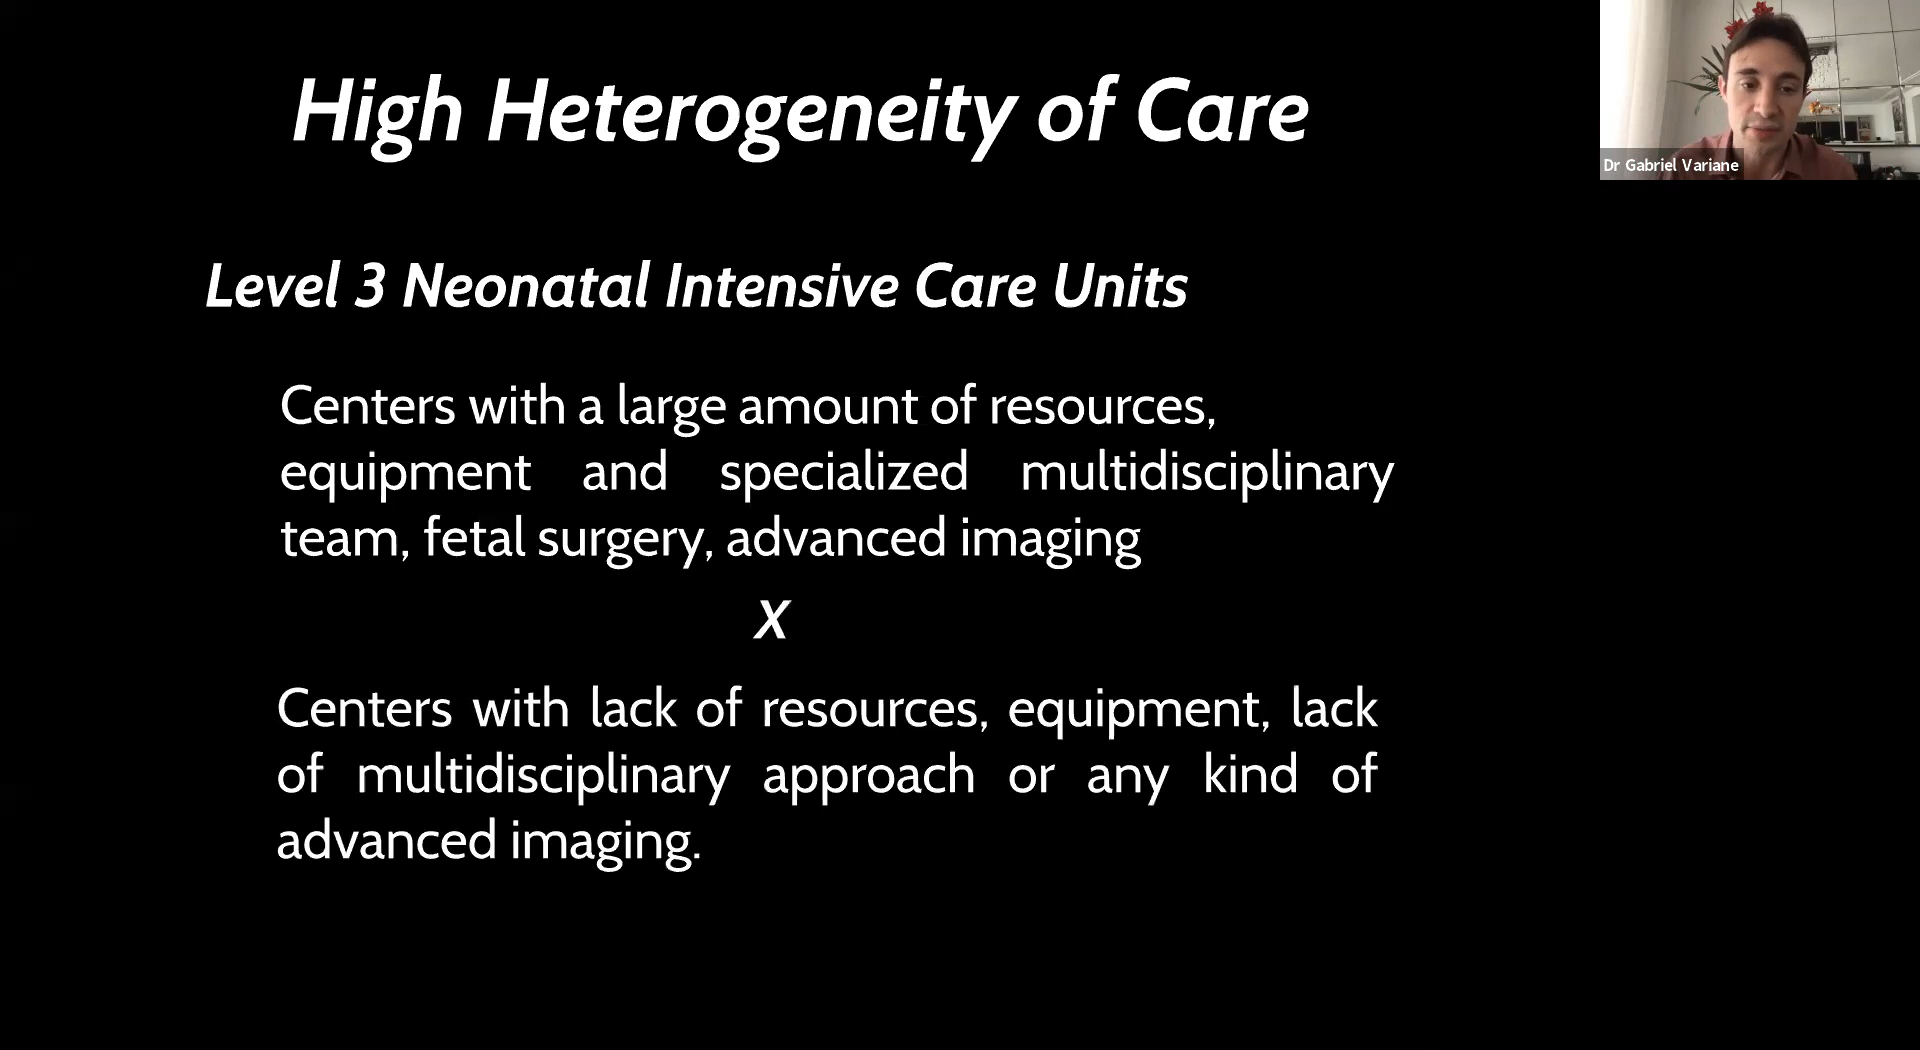 High Heterogeneity of Care
Dr Gabriel Variane
Level 3 Neonatal Intensive Care Units
Centers with a large amount of resources,
equipment and specialized multidisciplinary
team, fetal surgery, advanced imaging
X
Centers with lack of resources, equipment, lack
of multidisciplinary approach or any kind of
advanced imaging.